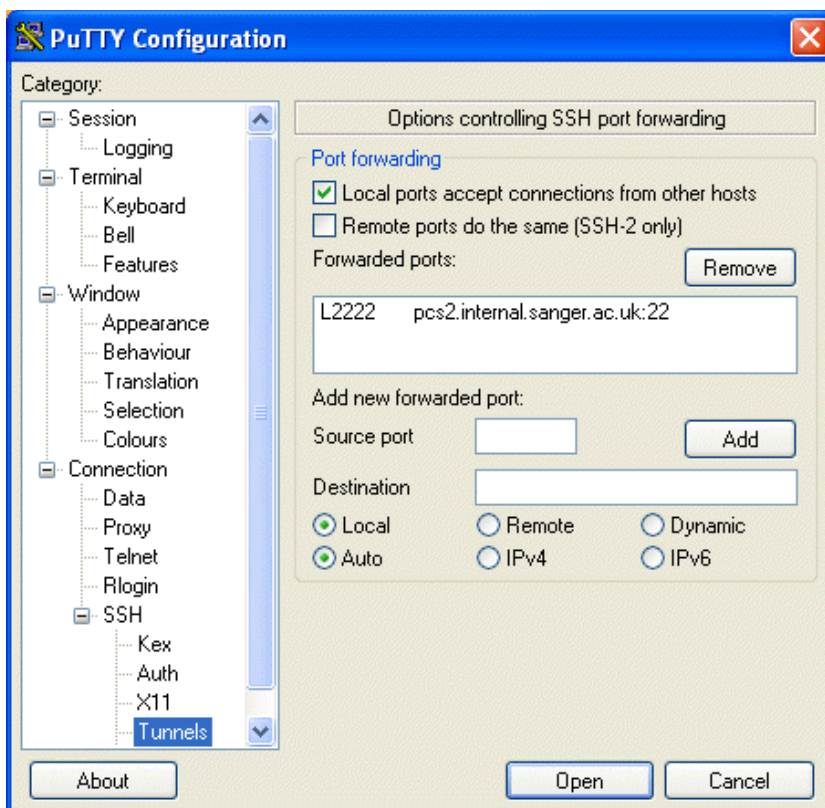 PuTTY Configuration
Category:
Session
Logging
Terminal
Keyboard
Bell
Features
Window
Appearance
Behaviour
Translation
Selection
Colours
Connection
Data
Proxy
Telnet
Rlogin
SSH
Kex
Auth
X11
Tunnels
Options controlling SSH port forwarding
Port forwarding
Local ports accept connections from other hosts
Remote ports do the same (SSH-2 only)
Forwarded ports:
Remove
L2222 pcs2.internal.sanger.ac.uk:22
Add new forwarded port:
Source port
Add
Destination
Local Remote Dynamic
Auto IPv4 IPv6
About Open Cancel